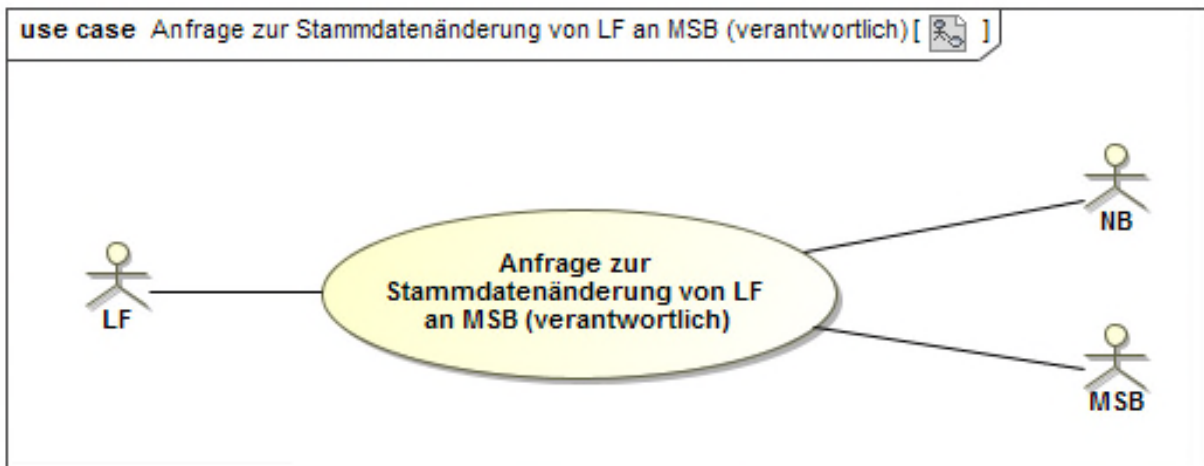 use case Anfrage zur Stammdatenänderung von LF an MSB (verantwortlich) [ ]
NB
Anfrage zur
Stammdatenänderung von LF
an MSB (verantwortlich)
LF
MSB